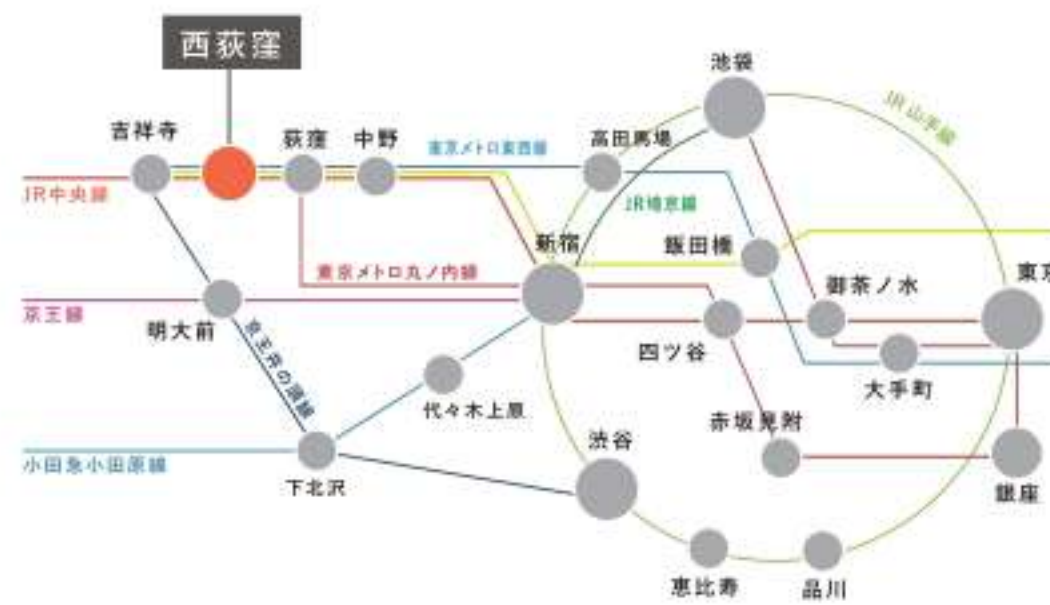 西荻窪
池袋
JR山手線
吉祥寺
荻窪
中野
東京メトロ東西線
高田馬場
JR中央線
JR埼京線
新宿
飯田橋
東京メトロ丸ノ内線
御茶ノ水
東京
京王線
明大前
京王井の頭線
四ツ谷
大手町
代々木上原
赤坂見附
渋谷
小田急小田原線
下北沢
銀座
恵比寿
品川